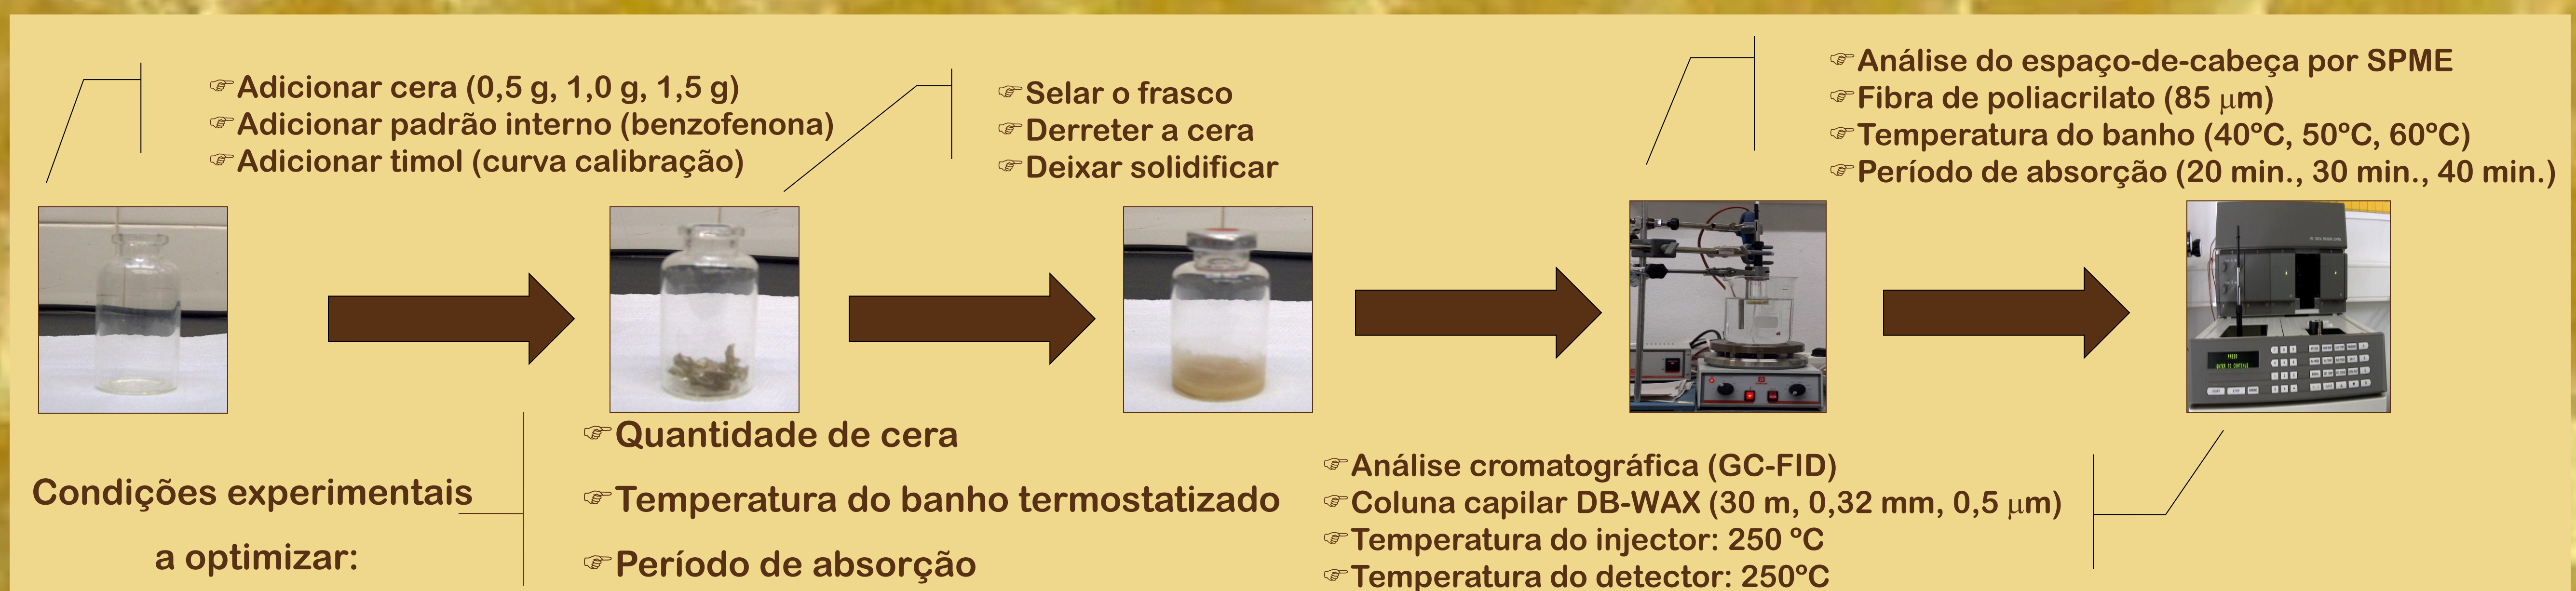 ☞Adicionar cera (0,5 g, 1,0 g, 1,5 g)
☞Adicionar padrão interno (benzofenona)
☞Adicionar timol (curva calibração)
☞Selar o frasco
☞Derreter a cera
☞Deixar solidificar
☞Análise do espaço-de-cabeça por SPME
☞Fibra de poliacrilato (85 μm)
☞Temperatura do banho (40ºC, 50ºC, 60ºC)
☞Período de absorção (20 min., 30 min., 40 min.)
Condições experimentais
a optimizar:
☞Quantidade de cera
☞Temperatura do banho termostatizado
☞Período de absorção
☞Análise cromatográfica (GC-FID)
☞Coluna capilar DB-WAX (30 m, 0,32 mm, 0,5 μm)
☞Temperatura do injector: 250 ºC
☞Temperatura do detector: 250ºC